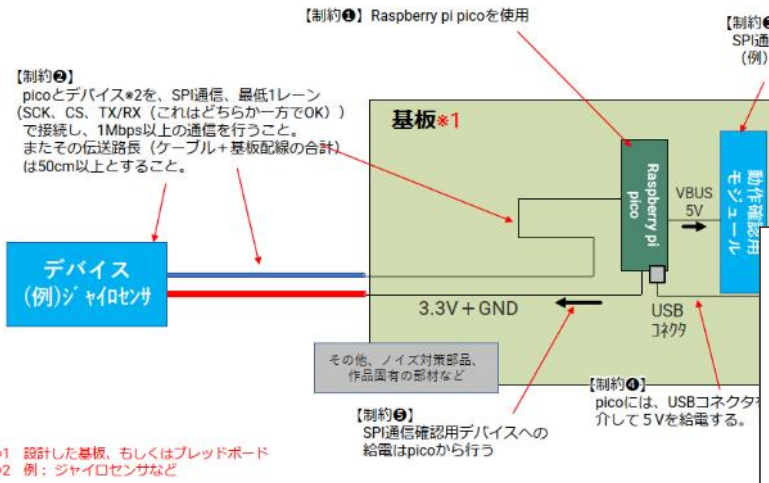 【制約❶】Raspberry pi picoを使用
【制約
SPI通
(例)
【制約❷】
picoとデバイス*2を、SPI通信、最低1レーン
(SCK、CS、TX/RX(これはどちらか一方でOK))
で接続し、1Mbps以上の通信を行うこと。
またその伝送路長(ケーブル+基板配線の合計)
は50cm以上とすること。
基板※1
Raspberry pi
pico
VBUS
5V
動作確認用
モジュール
デバイス
(例)ジャイロセンサ
3.3V+GND
USB
コネクタ
その他、ノイズ対策部品、
作品固有の部材など
【制約❹】
picoには、USBコネクタ
介して5Vを給電する。
【制約❺】
SPI通信確認用デバイスへの
給電はpicoから行う
1 設計した基板、もしくはブレッドボード
2 例:ジャイロセンサなど